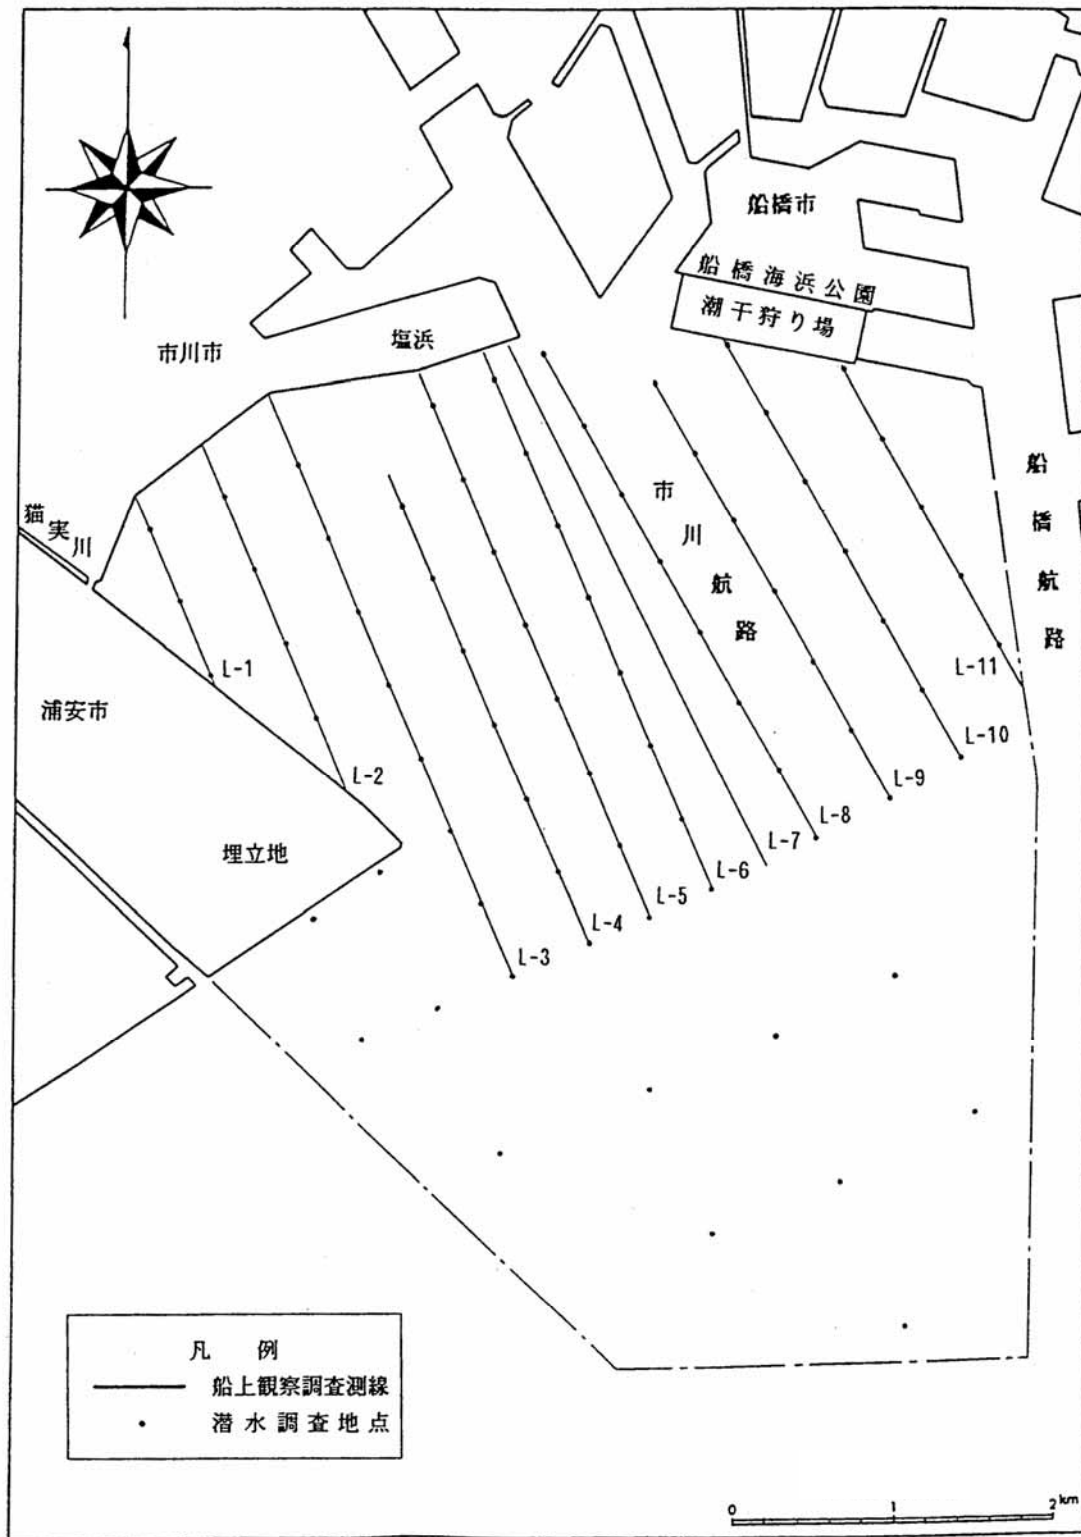 船橋市
船橋海浜公園
潮干狩り場
塩浜
市川市
船橋航路
市川航路
猫実川
L-1
L-11
浦安市
L-10
L-2
L-9
L-8
埋立地
L-7
L-6
L-5
L-4
L-3
凡 例
船上観察調査測線
潜水調査地点
0 1 2 km